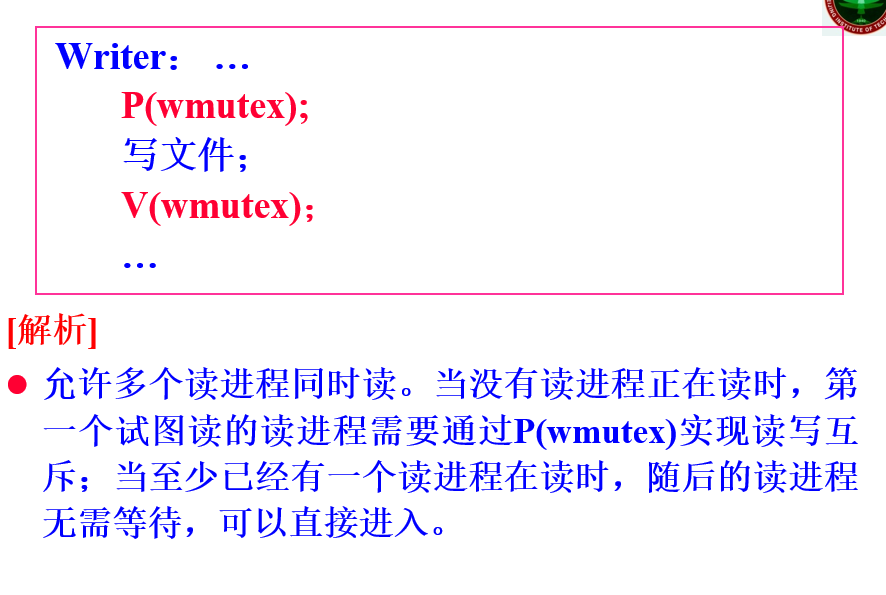 Writer： …
P(wmutex);
写文件；
V(wmutex)；
…
[解析]
● 允许多个读进程同时读。当没有读进程正在读时，第
一个试图读的读进程需要通过P(wmutex)实现读写互
斥；当至少已经有一个读进程在读时，随后的读进程
无需等待，可以直接进入。